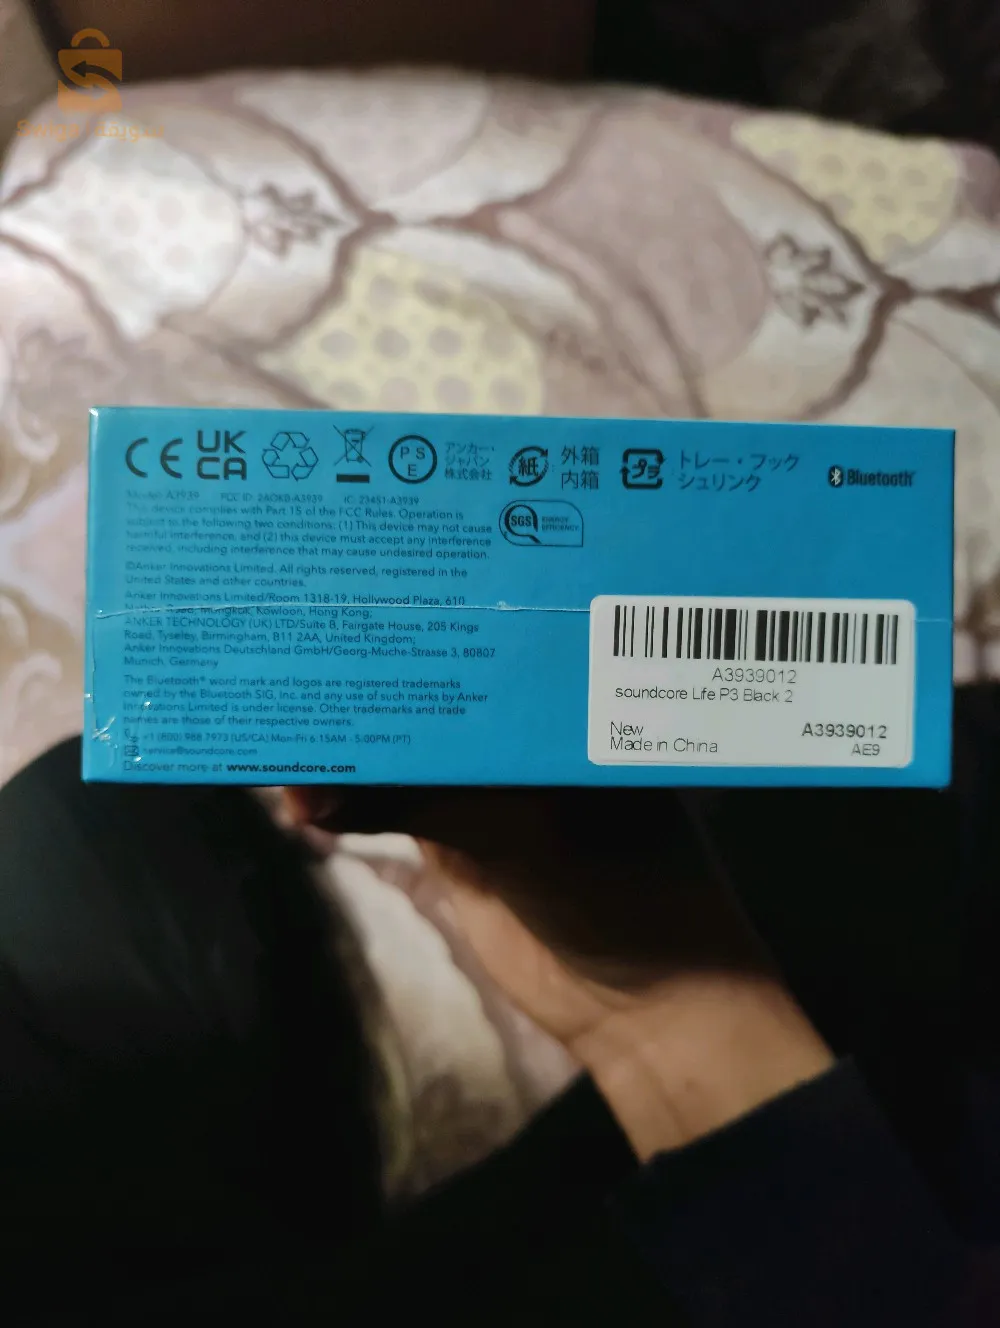 سويقة
CE
UK
CA
PSE
アンカー・
ジャパン
株式会社
紙
外箱
内箱
プラ
トレー・フック
シュリンク
Bluetooth®
Model: A3939 FCC ID: 2AOKB-A3939 IC: 23451-A3939
This device complies with Part 15 of the FCC Rules. Operation is
subject to the following two conditions: (1) This device may not cause
harmful interference, and (2) this device must accept any interference
received, including interference that may cause undesired operation.
SGS
ENERGY
EFFICIENCY
©Anker Innovations Limited. All rights reserved, registered in the
United States and other countries.
Anker Innovations Limited/Room 1318-19, Hollywood Plaza, 610
Nathan Road, Mongkok, Kowloon, Hong Kong;
ANKER TECHNOLOGY (UK) LTD/Suite B, Fairgate House, 205 Kings
Road, Tyseley, Birmingham, B11 2AA, United Kingdom;
Anker Innovations Deutschland GmbH/Georg-Muche-Strasse 3, 80807
Munich, Germany
The Bluetooth® word mark and logos are registered trademarks
owned by the Bluetooth SIG, Inc. and any use of such marks by Anker
Innovations Limited is under license. Other trademarks and trade
names are those of their respective owners.
+1 (800) 988 7973 (US/CA) Mon-Fri 6:15AM - 5:00PM (PT)
service@soundcore.com
Discover more at www.soundcore.com
A3939012
soundcore Life P3 Black 2
New
Made in China
A3939012
AE9